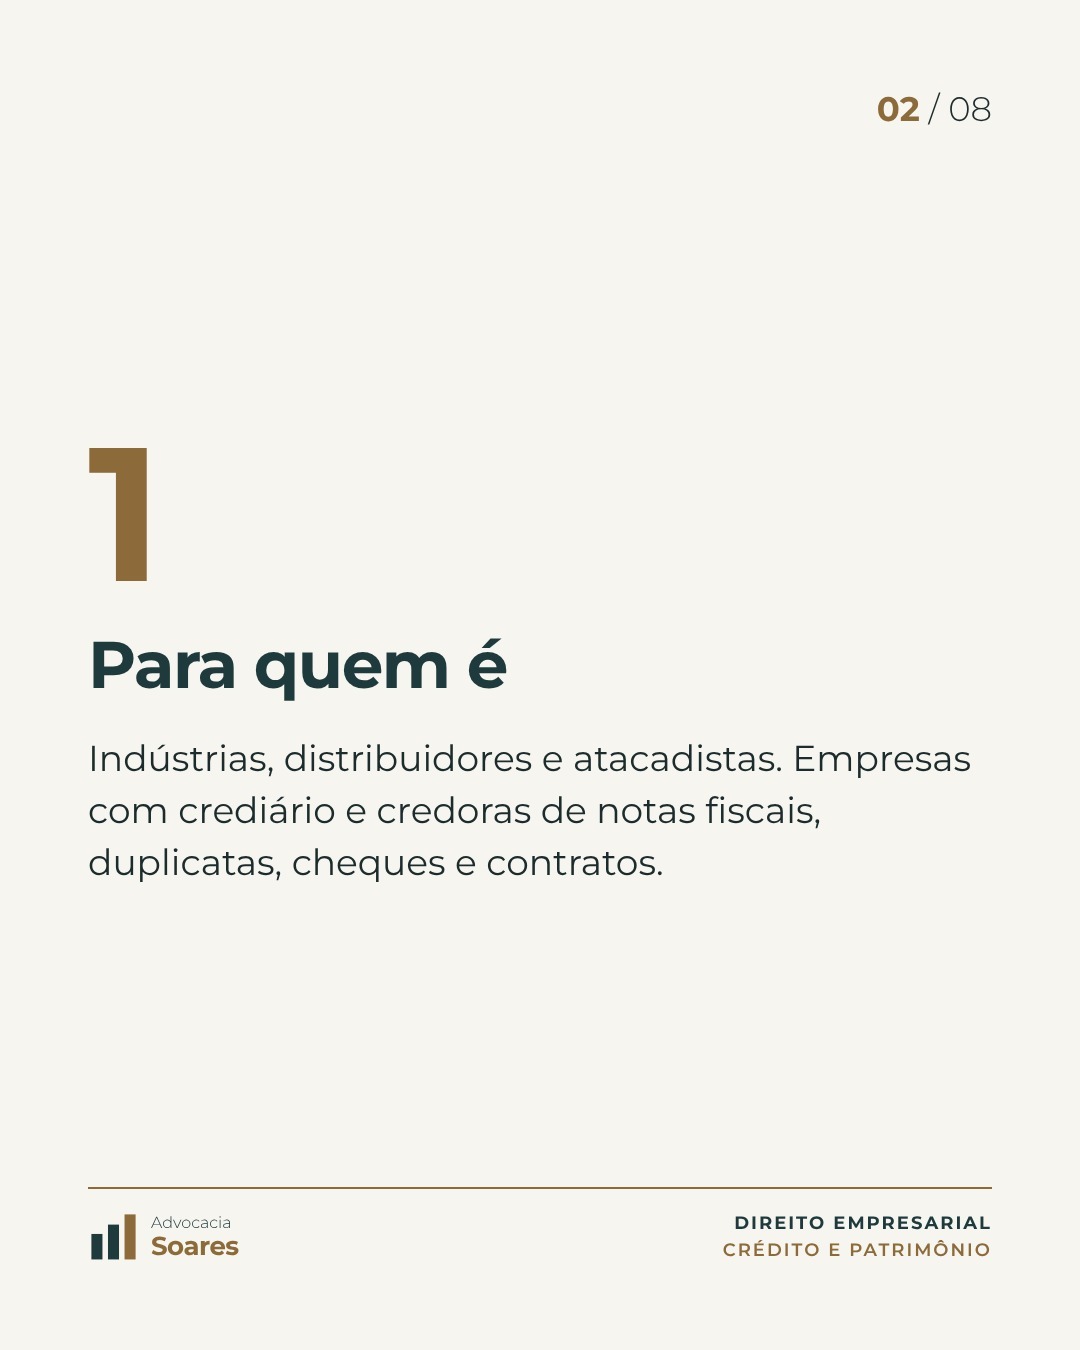 02 / 08
1
Para quem é
Indústrias, distribuidores e atacadistas. Empresas
com crediário e credoras de notas fiscais,
duplicatas, cheques e contratos.
Advocacia
Soares
DIREITO EMPRESARIAL
CRÉDITO E PATRIMÔNIO